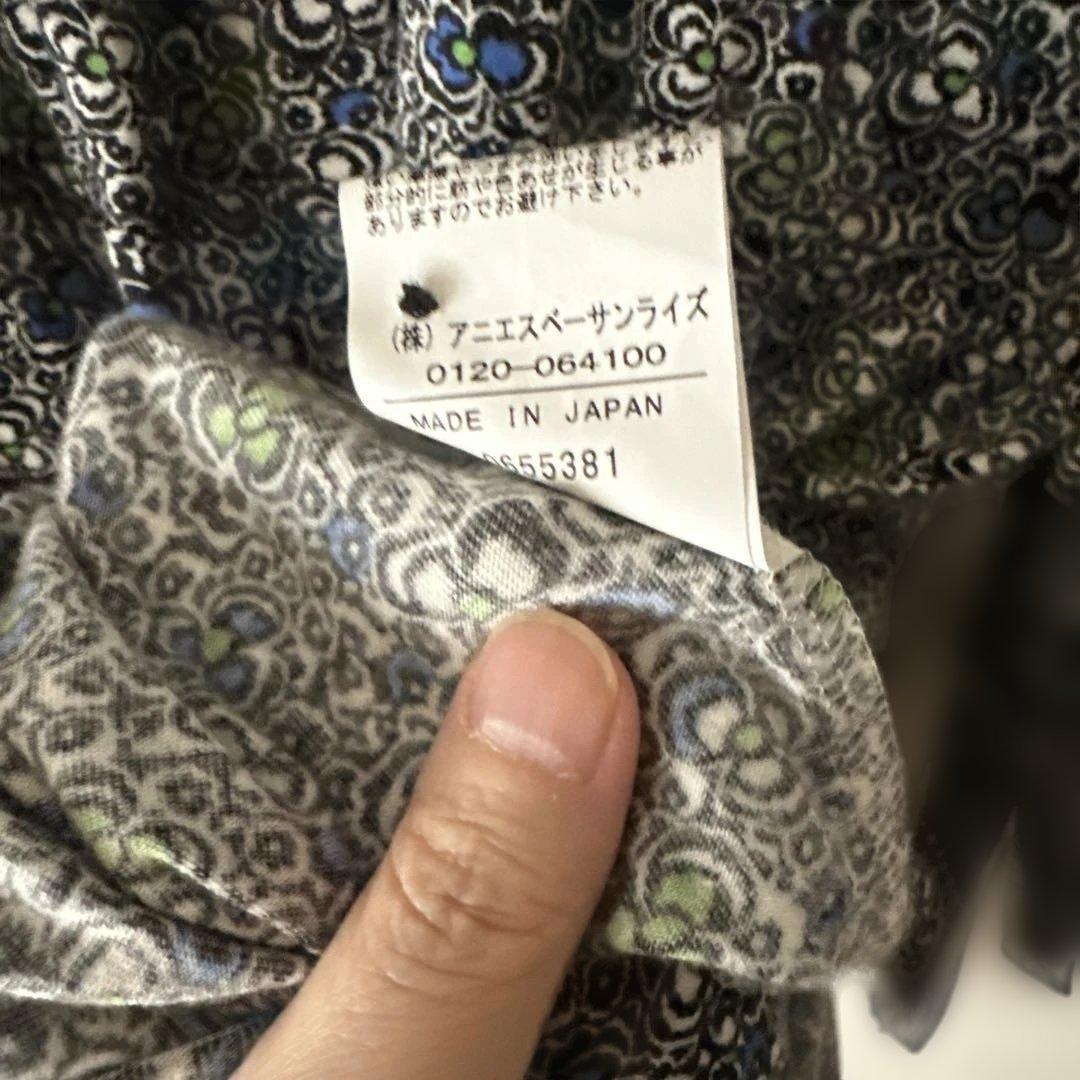 部分的に筋や色あせが生じる事が
ありますのでお避け下さい。
(株) アニエスベーサンライズ
0120-064100
MADE IN JAPAN
655381